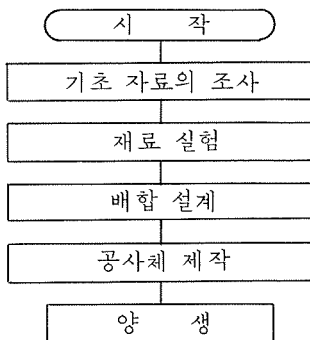 시 작
기초 자료의 조사
재료 실험
배합 설계
공사체 제작
양 생